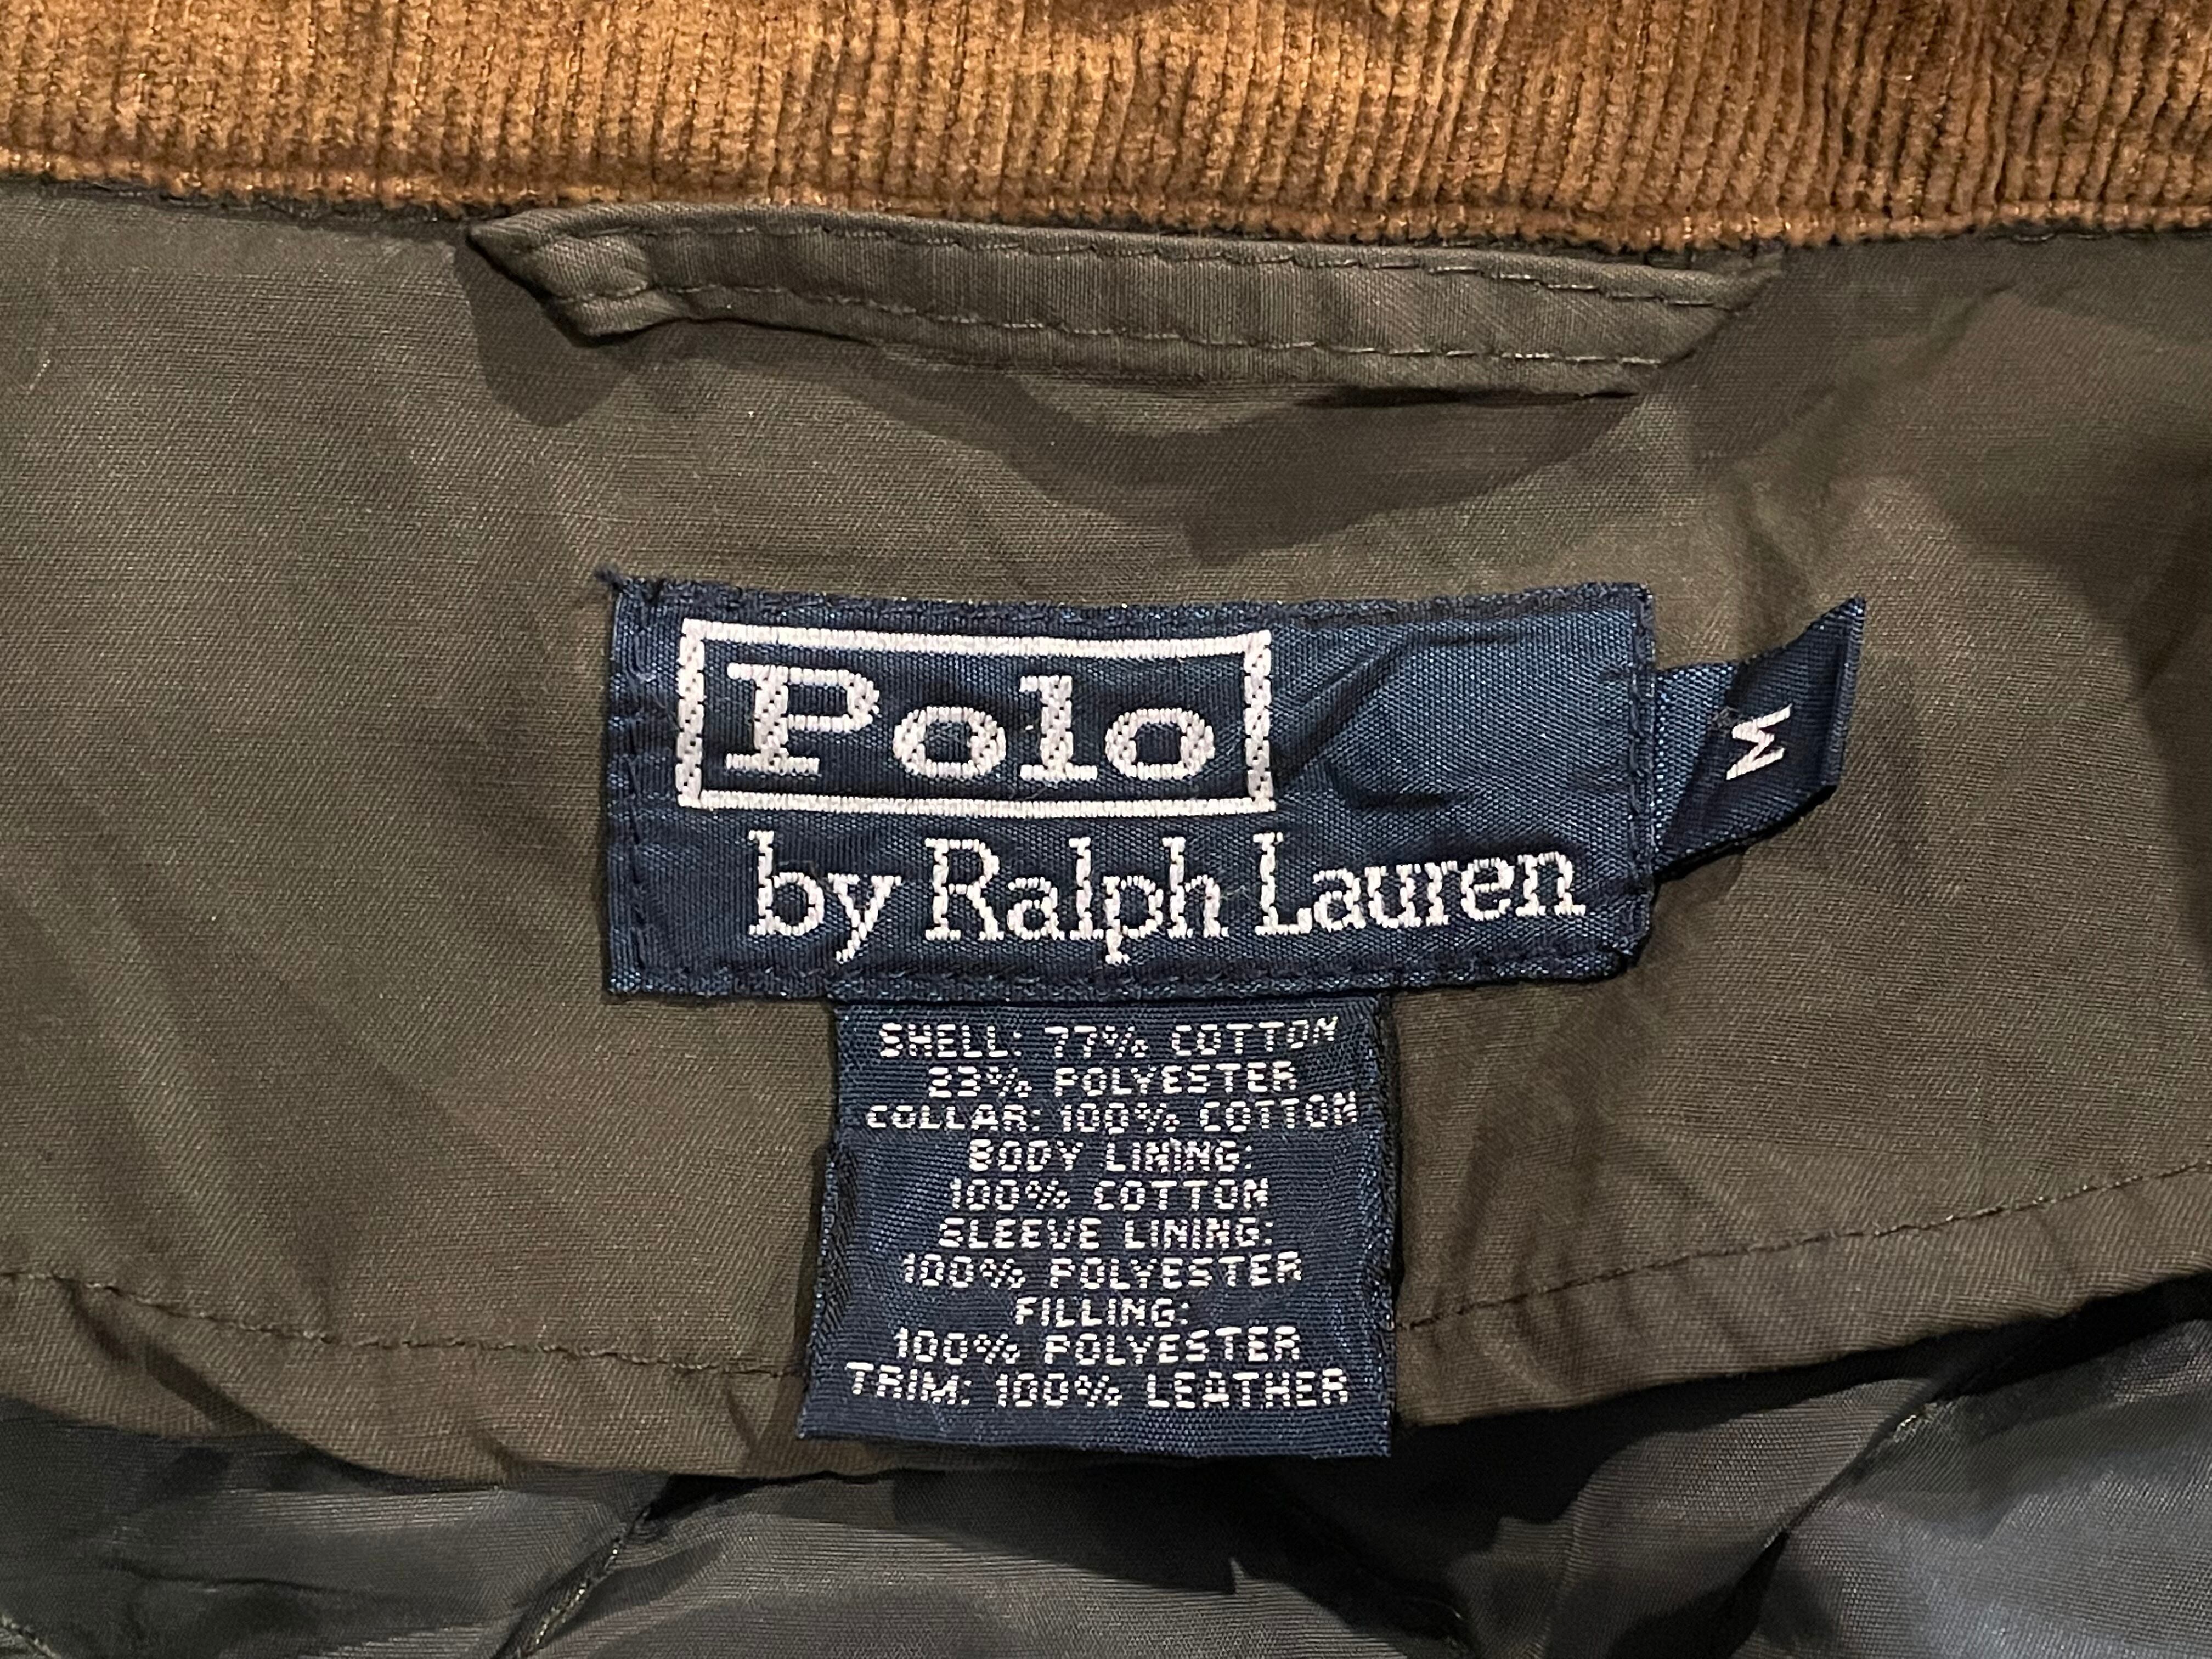 Polo
by Ralph Lauren
M
SHELL: 77% COTTON
23% POLYESTER
COLLAR: 100% COTTON
BODY LINING:
100% COTTON
SLEEVE LINING:
100% POLYESTER
FILLING:
100% POLYESTER
TRIM: 100% LEATHER